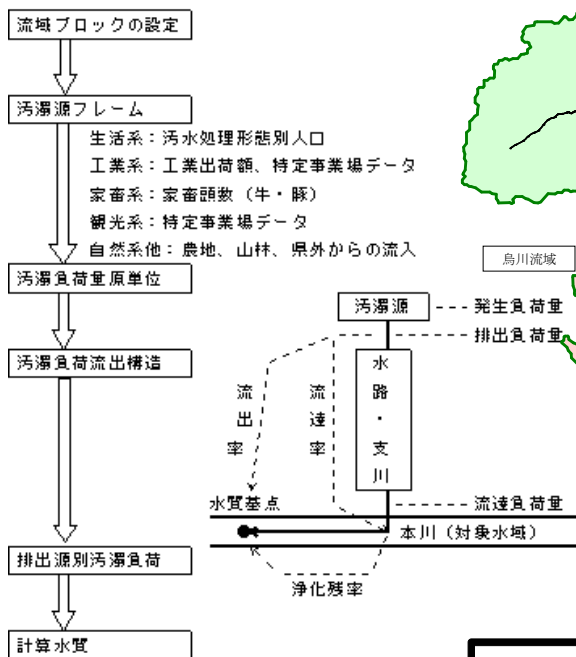 流域ブロックの設定
汚濁源フレーム
生活系：汚水処理形態別人口
工業系：工業出荷額、特定事業場データ
家畜系：家畜頭数（牛・豚）
観光系：特定事業場データ
自然系他：農地、山林、県外からの流入
汚濁負荷量原単位
汚濁負荷流出構造
排出源別汚濁負荷
計算水質
烏川流域
汚濁源
発生負荷量
排出負荷量
水路・支川
流出率
流達率
水質基点
流達負荷量
本川（対象水域）
浄化残率